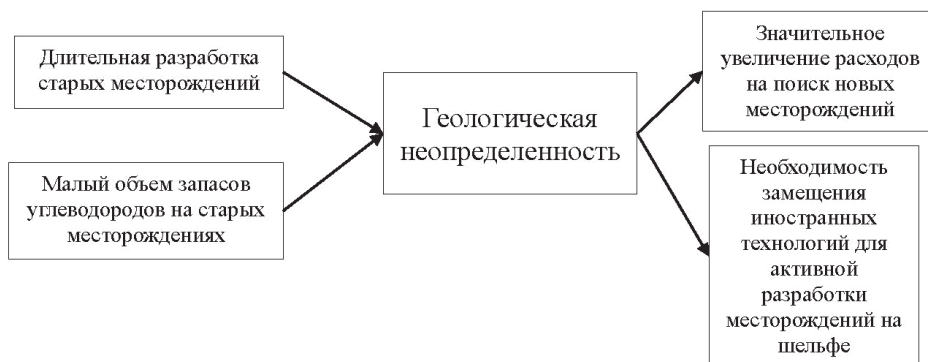 Длительная разработка
старых месторождений
Малый объем запасов
углеводородов на старых
месторождениях
Геологическая
неопределенность
Значительное
увеличение расходов
на поиск новых
месторождений
Необходимость
замещения
иностранных
технологий для
активной
разработки
месторождений на
шельфе